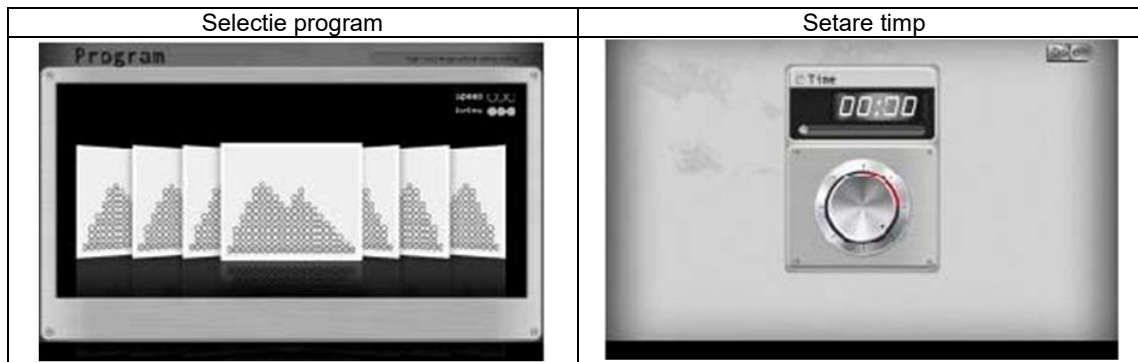 Selectie program
Setare timp
Program
Speed
Time
00:00